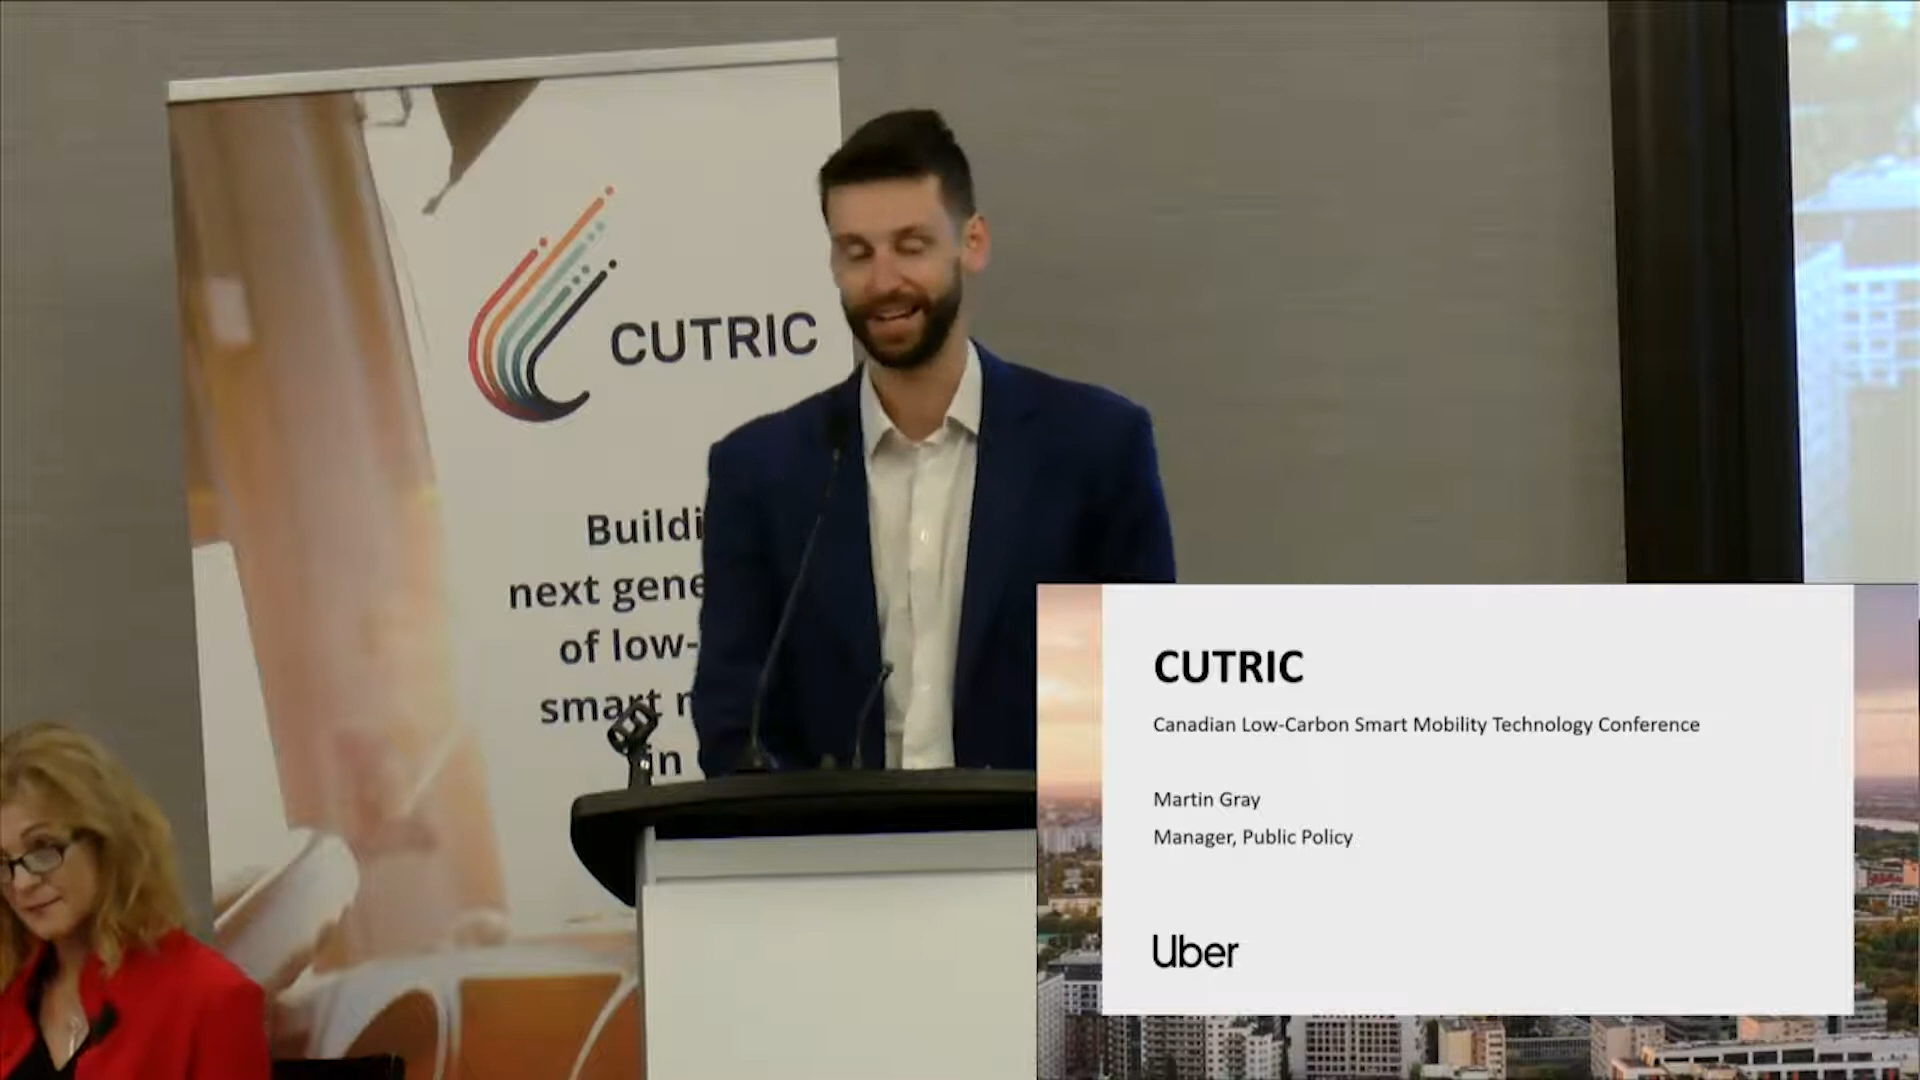 CUTRIC
Buildi
next gene
of low-
smart
in
CUTRIC
Canadian Low-Carbon Smart Mobility Technology Conference
Martin Gray
Manager, Public Policy
Uber